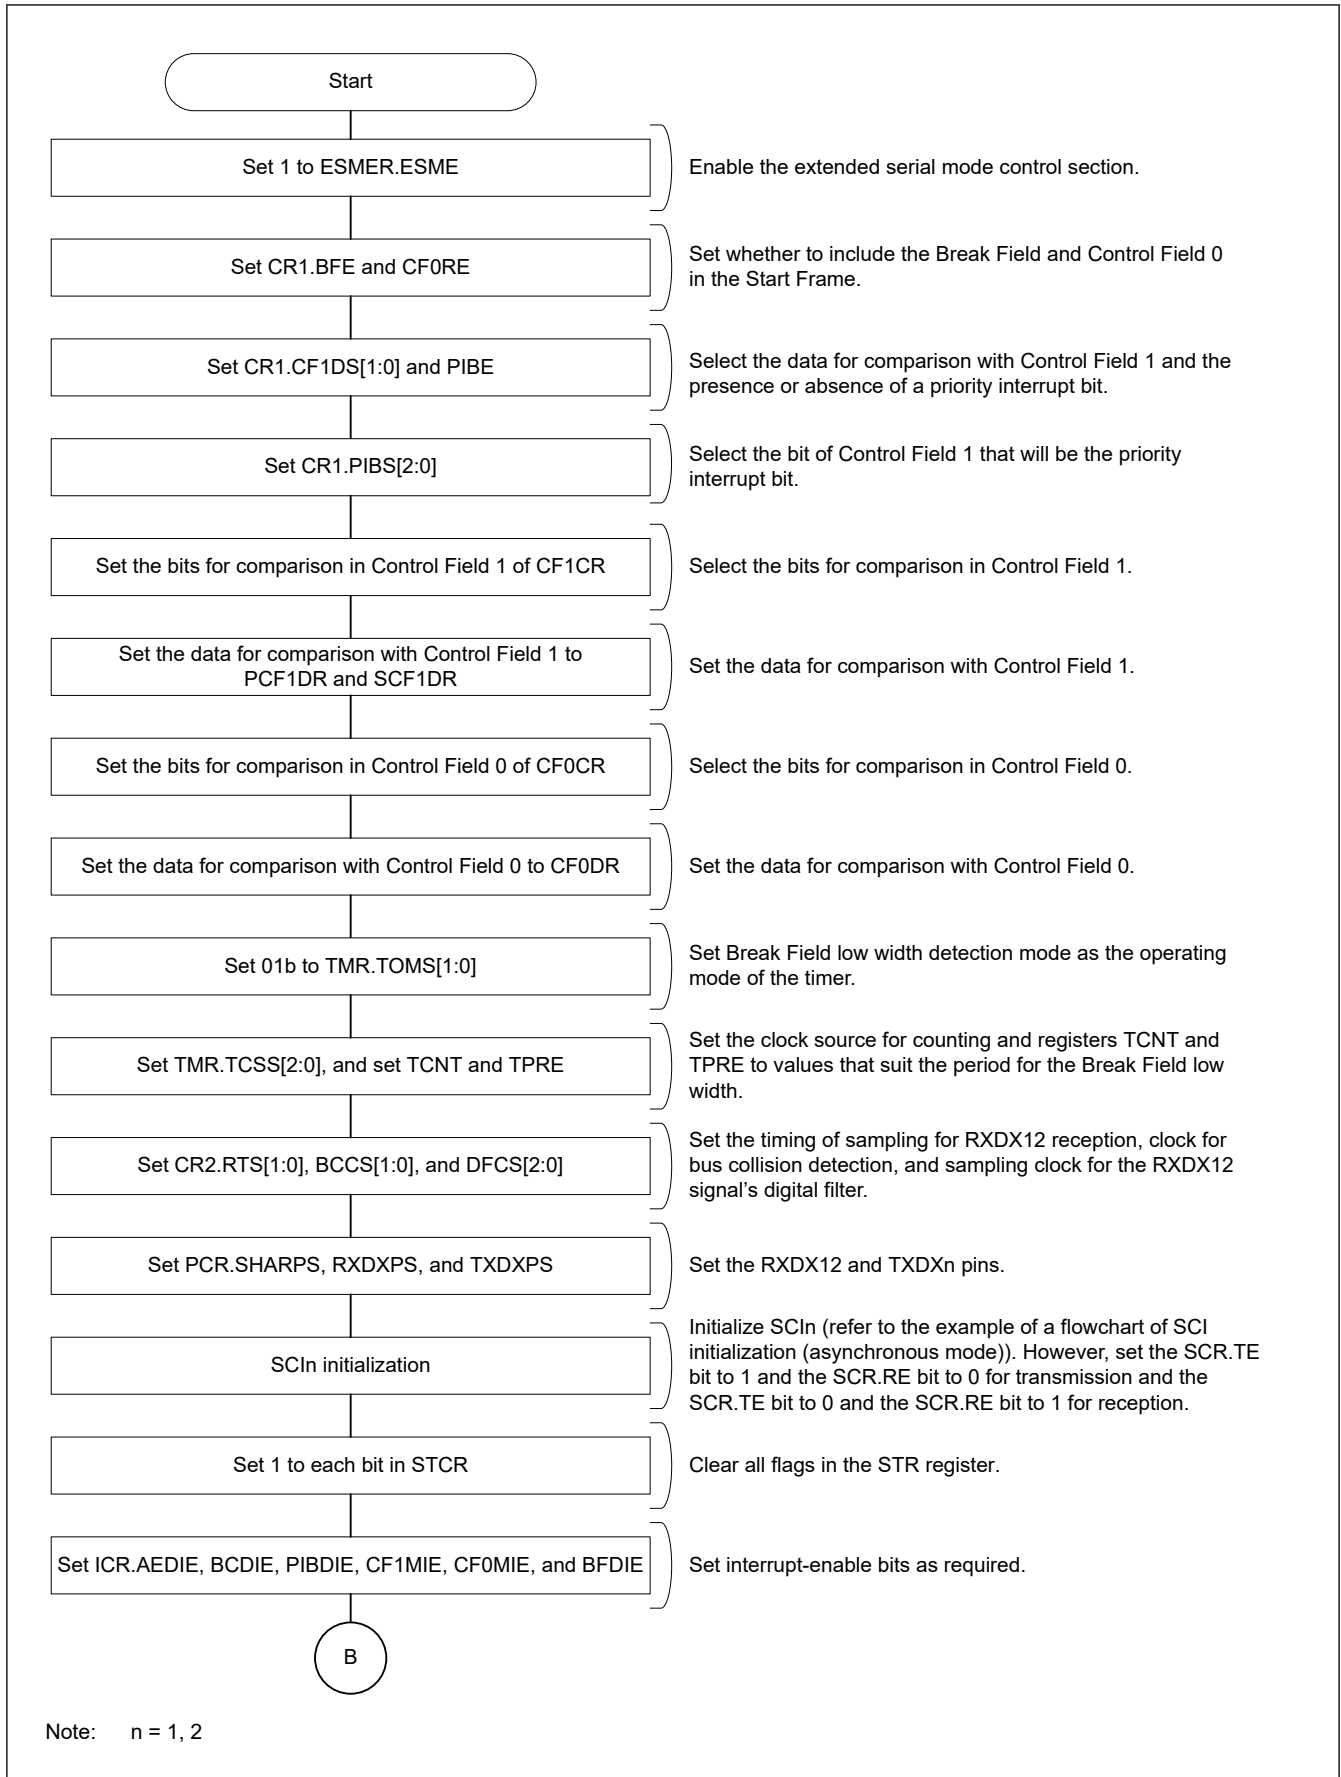 Start
Set 1 to ESMER.ESME
Enable the extended serial mode control section.
Set CR1.BFE and CF0RE
Set whether to include the Break Field and Control Field 0
in the Start Frame.
Set CR1.CF1DS[1:0] and PIBE
Select the data for comparison with Control Field 1 and the
presence or absence of a priority interrupt bit.
Set CR1.PIBS[2:0]
Select the bit of Control Field 1 that will be the priority
interrupt bit.
Set the bits for comparison in Control Field 1 of CF1CR
Select the bits for comparison in Control Field 1.
Set the data for comparison with Control Field 1 to
PCF1DR and SCF1DR
Set the data for comparison with Control Field 1.
Set the bits for comparison in Control Field 0 of CF0CR
Select the bits for comparison in Control Field 0.
Set the data for comparison with Control Field 0 to CF0DR
Set the data for comparison with Control Field 0.
Set 01b to TMR.TOMS[1:0]
Set Break Field low width detection mode as the operating
mode of the timer.
Set TMR.TCSS[2:0], and set TCNT and TPRE
Set the clock source for counting and registers TCNT and
TPRE to values that suit the period for the Break Field low
width.
Set CR2.RTS[1:0], BCCS[1:0], and DFCS[2:0]
Set the timing of sampling for RXDX12 reception, clock for
bus collision detection, and sampling clock for the RXDX12
signal’s digital filter.
Set PCR.SHARPS, RXDXPS, and TXDXPS
Set the RXDX12 and TXDXn pins.
SCIn initialization
Initialize SCIn (refer to the example of a flowchart of SCI
initialization (asynchronous mode)). However, set the SCR.TE
bit to 1 and the SCR.RE bit to 0 for transmission and the
SCR.TE bit to 0 and the SCR.RE bit to 1 for reception.
Set 1 to each bit in STCR
Clear all flags in the STR register.
Set ICR.AEDIE, BCDIE, PIBDIE, CF1MIE, CF0MIE, and BFDIE
Set interrupt-enable bits as required.
B
Note: n = 1, 2